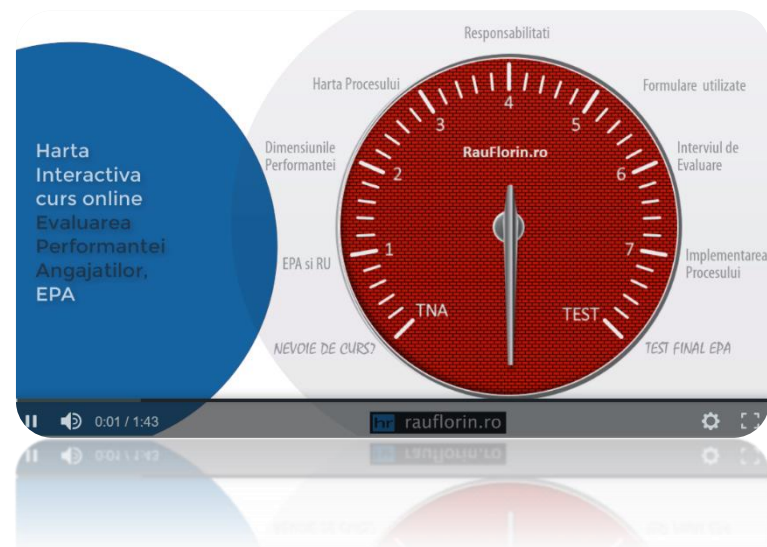 Harta
Interactiva
curs online
Evaluarea
Performantei
Angajatilor,
EPA
Responsabilitati
Harta Procesului
Formulare utilizate
Dimensiunile
Performantei
Interviul de
Evaluare
EPA si RU
Implementarea
Procesului
NEVOIE DE CURS?
TEST FINAL EPA
RauFlorin.ro
TNA
1
2
3
4
5
6
7
TEST
0:01 / 1:43
hr rauflorin.ro